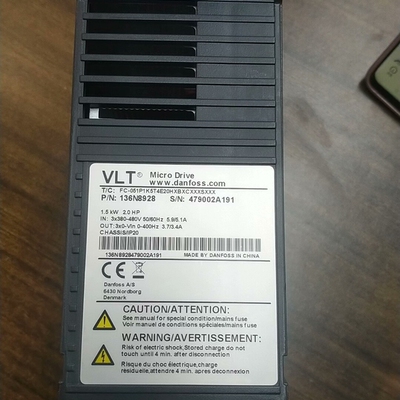 VLT® Micro Drive
www.danfoss.com
T/C: FC-051P1K5T4E20HXBXCXXXSXXX
P/N: 136N8928 S/N: 479002A191
1.5 kW 2.0 HP
IN: 3x380-480V 50/60Hz 5.9/5.1A
OUT:3x0-Vin 0-400Hz 3.7/3.4A
CHASSIS/IP20
136N8928479002A191 MADE BY DANFOSS IN CHINA
CE
Danfoss A/S
6430 Nordborg
Denmark
CAUTION/ATTENTION:
See manual for special condition/mains fuse
Voir manuel de conditions spéciales/mains fuse
WARNING/AVERTISSEMENT:
Risk of electric shock,Stored charge do not
touch until 4 min. after disconnection
Risquе du choc électrique,charge
résiduelle,attendre 4 min. apres deconnection